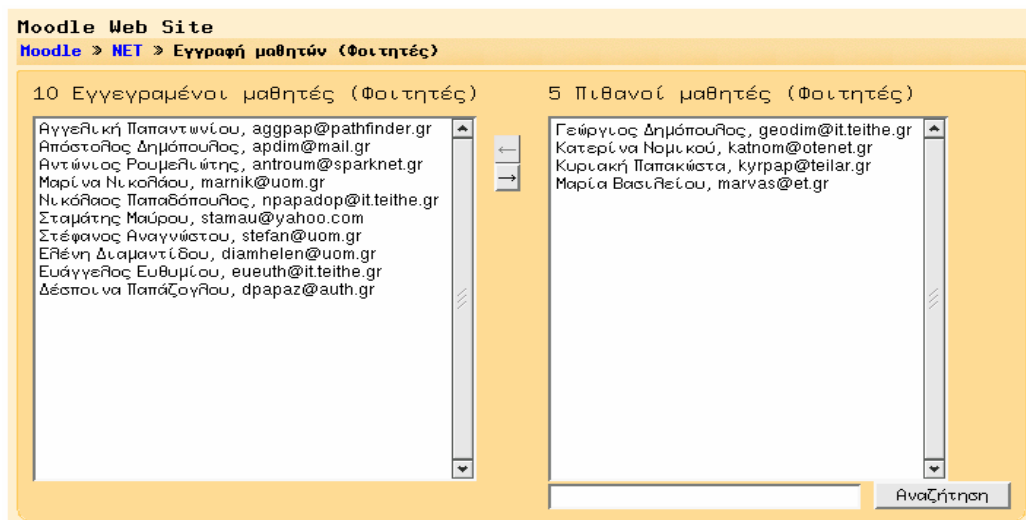 Moodle Web Site
Moodle » NET » Εγγραφή μαθητών (Φοιτητές)
10 Εγγεγραμένοι μαθητές (Φοιτητές)
Αγγελική Παπαντωνίου, aggpap@pathfinder.gr
Απόστολος Δημόπουλος, apdim@mail.gr
Αντώνιος Ρουμελιώτης, antroum@sparknet.gr
Μαρίνα Νικολάου, marnik@uom.gr
Νικόλαος Παπαδόπουλος, npapadop@it.teithe.gr
Σταμάτης Μαύρου, stamau@yahoo.com
Στέφανος Αναγνώστου, stefan@uom.gr
Ελένη Διαμαντίδου, diamhelen@uom.gr
Ευάγγελος Ευθυμίου, eueuth@it.teithe.gr
Δέσποινα Παπάζογλου, dpapaz@auth.gr
←
→
5 Πιθανοί μαθητές (Φοιτητές)
Γεώργιος Δημόπουλος, geodim@it.teithe.gr
Κατερίνα Νομικού, katnom@otenet.gr
Κυριακή Παπακώστα, kyrpap@teilar.gr
Μαρία Βασιλείου, marvas@et.gr
Αναζήτηση